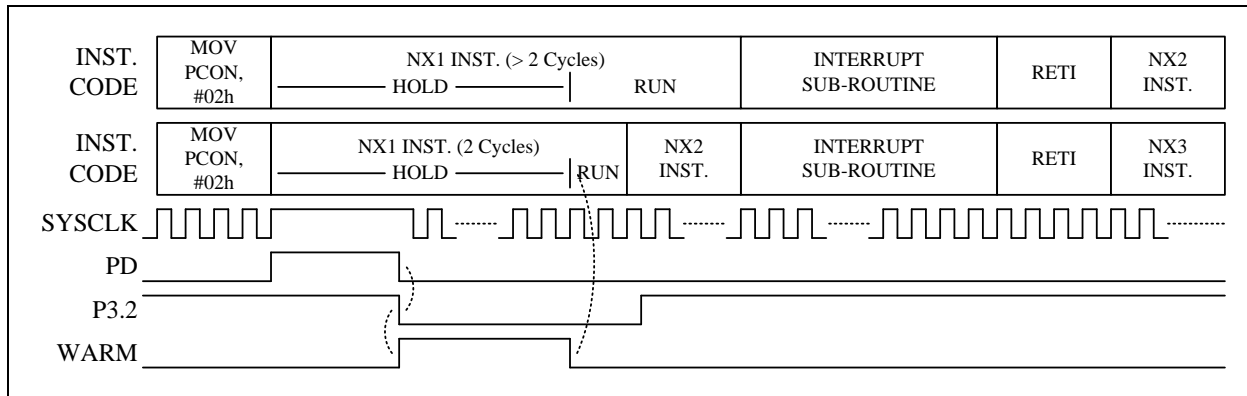 INST.
CODE
MOV
PCON,
#02h
NX1 INST. (> 2 Cycles)
HOLD
RUN
INTERRUPT
SUB-ROUTINE
RETI
NX2
INST.
INST.
CODE
MOV
PCON,
#02h
NX1 INST. (2 Cycles)
HOLD
RUN
NX2
INST.
INTERRUPT
SUB-ROUTINE
RETI
NX3
INST.
SYSCLK
PD
P3.2
WARM